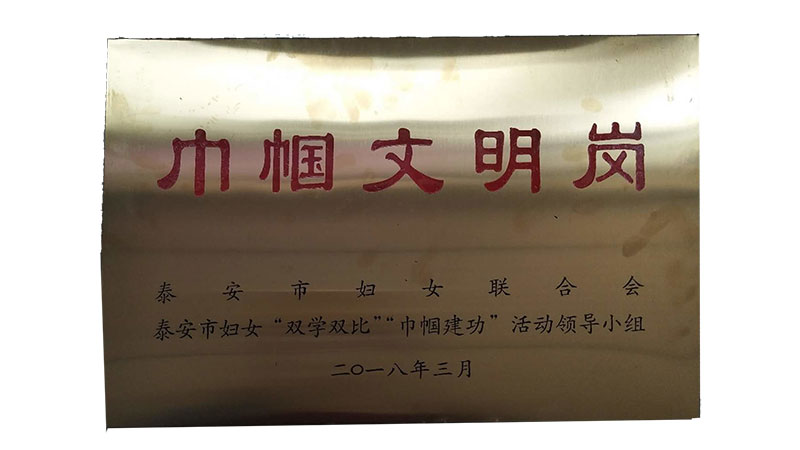 巾帼文明岗
泰安市妇女联合会
泰安市妇女“双学双比”“巾帼建功”活动领导小组
二〇一八年三月